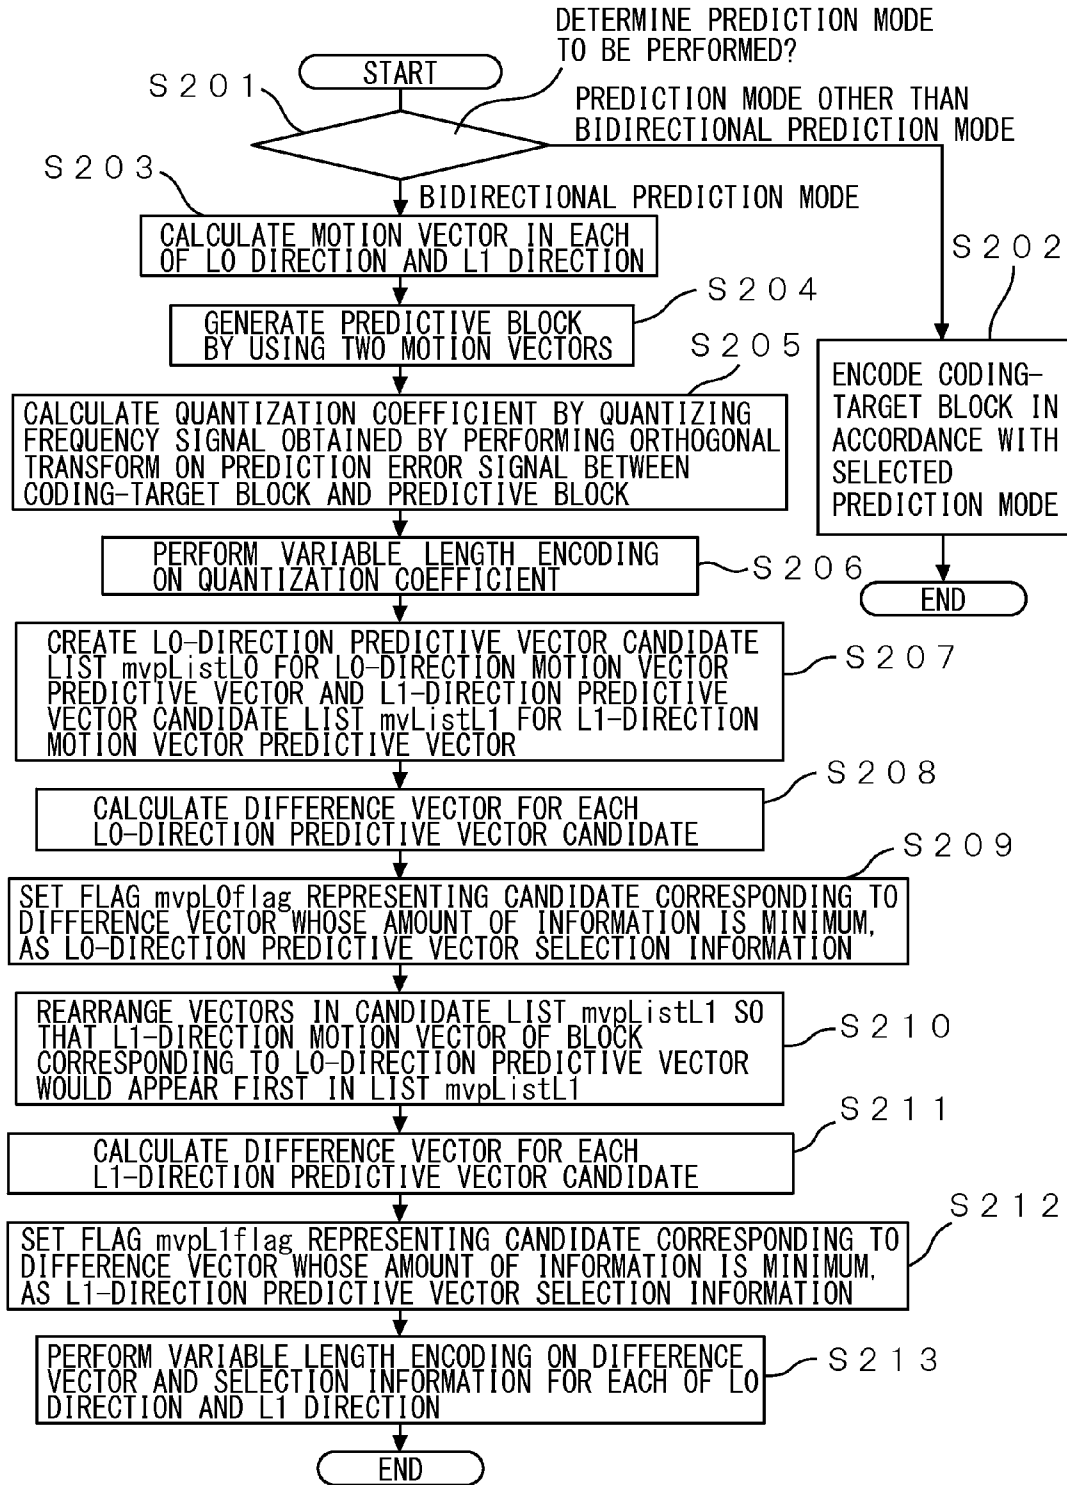 DETERMINE PREDICTION MODE
TO BE PERFORMED?
START
S201
PREDICTION MODE OTHER THAN
BIDIRECTIONAL PREDICTION MODE
S203
BIDIRECTIONAL PREDICTION MODE
CALCULATE MOTION VECTOR IN EACH
OF L0 DIRECTION AND L1 DIRECTION
S202
S204
GENERATE PREDICTIVE BLOCK
BY USING TWO MOTION VECTORS
S205
ENCODE CODING-
TARGET BLOCK IN
ACCORDANCE WITH
SELECTED
PREDICTION MODE
CALCULATE QUANTIZATION COEFFICIENT BY QUANTIZING
FREQUENCY SIGNAL OBTAINED BY PERFORMING ORTHOGONAL
TRANSFORM ON PREDICTION ERROR SIGNAL BETWEEN
CODING-TARGET BLOCK AND PREDICTIVE BLOCK
PERFORM VARIABLE LENGTH ENCODING
ON QUANTIZATION COEFFICIENT
S206
END
CREATE L0-DIRECTION PREDICTIVE VECTOR CANDIDATE
LIST mvpListL0 FOR L0-DIRECTION MOTION VECTOR
PREDICTIVE VECTOR AND L1-DIRECTION PREDICTIVE
VECTOR CANDIDATE LIST mvListL1 FOR L1-DIRECTION
MOTION VECTOR PREDICTIVE VECTOR
S207
S208
CALCULATE DIFFERENCE VECTOR FOR EACH
L0-DIRECTION PREDICTIVE VECTOR CANDIDATE
S209
SET FLAG mvpL0flag REPRESENTING CANDIDATE CORRESPONDING TO
DIFFERENCE VECTOR WHOSE AMOUNT OF INFORMATION IS MINIMUM,
AS L0-DIRECTION PREDICTIVE VECTOR SELECTION INFORMATION
REARRANGE VECTORS IN CANDIDATE LIST mvpListL1 SO
THAT L1-DIRECTION MOTION VECTOR OF BLOCK
CORRESPONDING TO L0-DIRECTION PREDICTIVE VECTOR
WOULD APPEAR FIRST IN LIST mvpListL1
S210
S211
CALCULATE DIFFERENCE VECTOR FOR EACH
L1-DIRECTION PREDICTIVE VECTOR CANDIDATE
S212
SET FLAG mvpL1flag REPRESENTING CANDIDATE CORRESPONDING TO
DIFFERENCE VECTOR WHOSE AMOUNT OF INFORMATION IS MINIMUM,
AS L1-DIRECTION PREDICTIVE VECTOR SELECTION INFORMATION
PERFORM VARIABLE LENGTH ENCODING ON DIFFERENCE
VECTOR AND SELECTION INFORMATION FOR EACH OF L0
DIRECTION AND L1 DIRECTION
S213
END